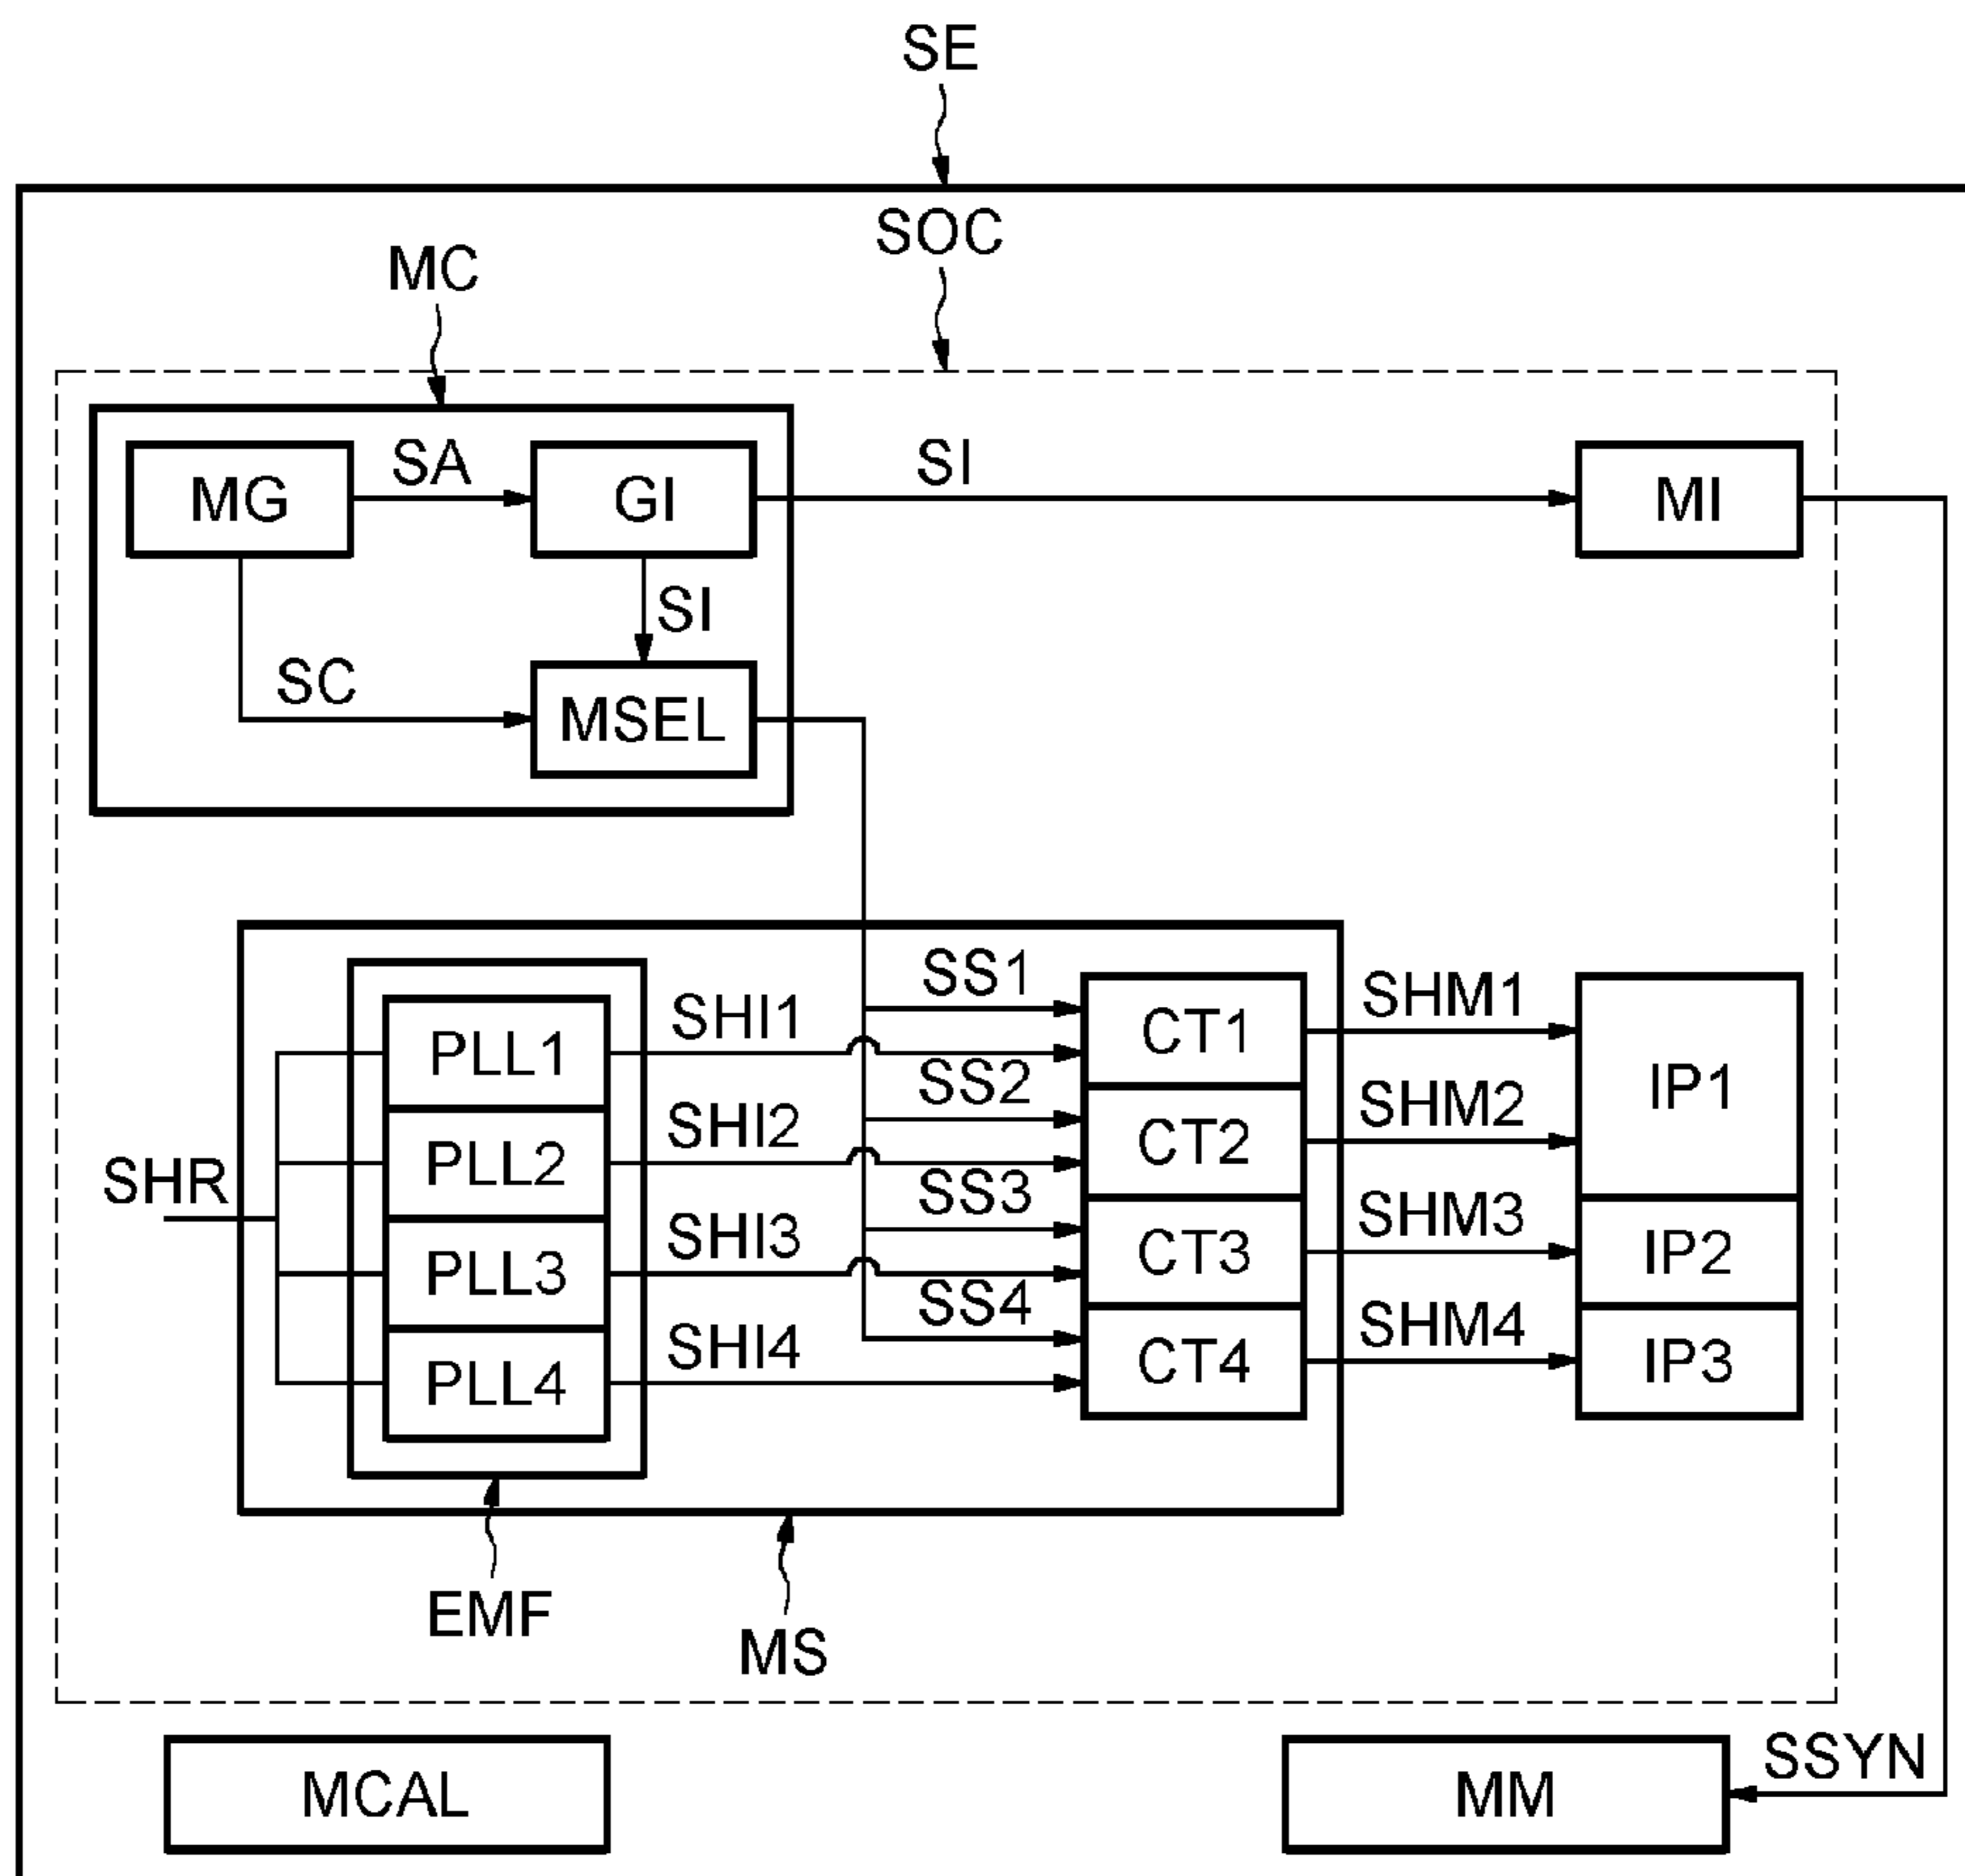 SE
SOC
MC
SA
SI
MG
GI
MI
SI
SC
MSEL
SS1
SHM1
SHI1
PLL1
CT1
SS2
SHM2
IP1
SHI2
PLL2
CT2
SHR
SS3
SHM3
SHI3
PLL3
CT3
IP2
SS4
SHM4
SHI4
PLL4
CT4
IP3
EMF
MS
SSYN
MCAL
MM